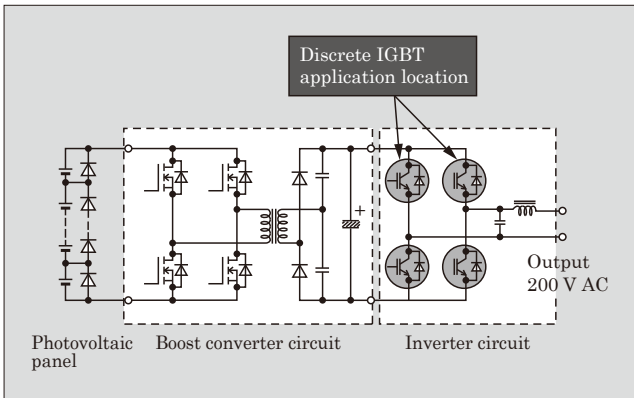 Discrete IGBT
application location
+
Output
200 V AC
Photovoltaic
panel
Boost converter circuit
Inverter circuit